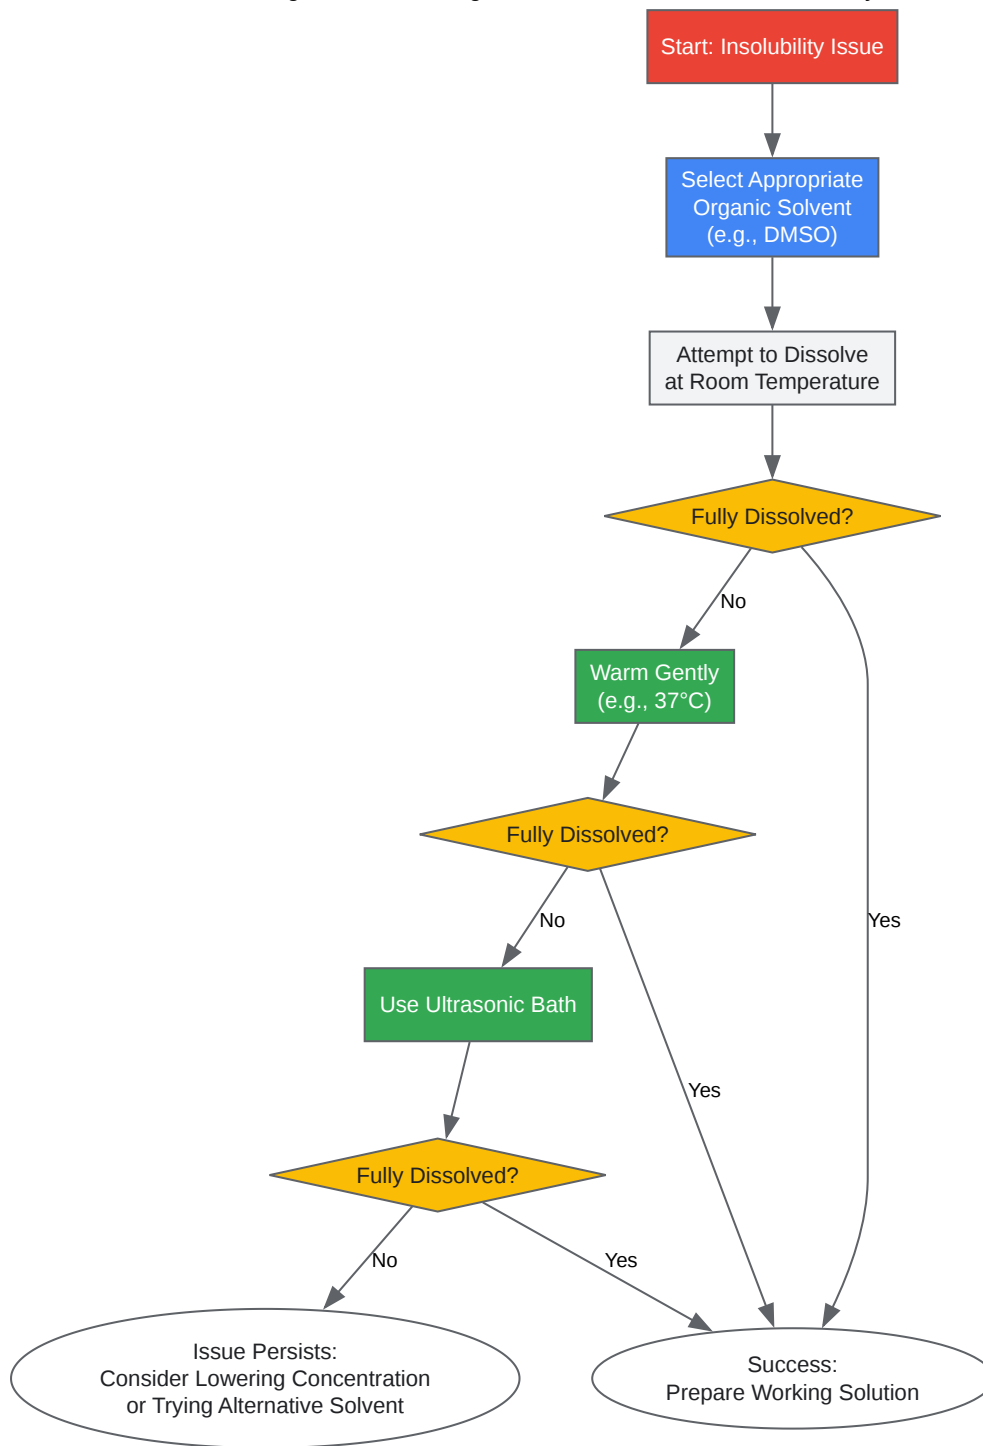 Start: Insolubility Issue
Select Appropriate
Organic Solvent
(e.g., DMSO)
Attempt to Dissolve
at Room Temperature
Fully Dissolved?
No
Warm Gently
(e.g., 37°C)
Fully Dissolved?
No
Yes
Use Ultrasonic Bath
Yes
Fully Dissolved?
No
Yes
Issue Persists:
Consider Lowering Concentration
or Trying Alternative Solvent
Success:
Prepare Working Solution